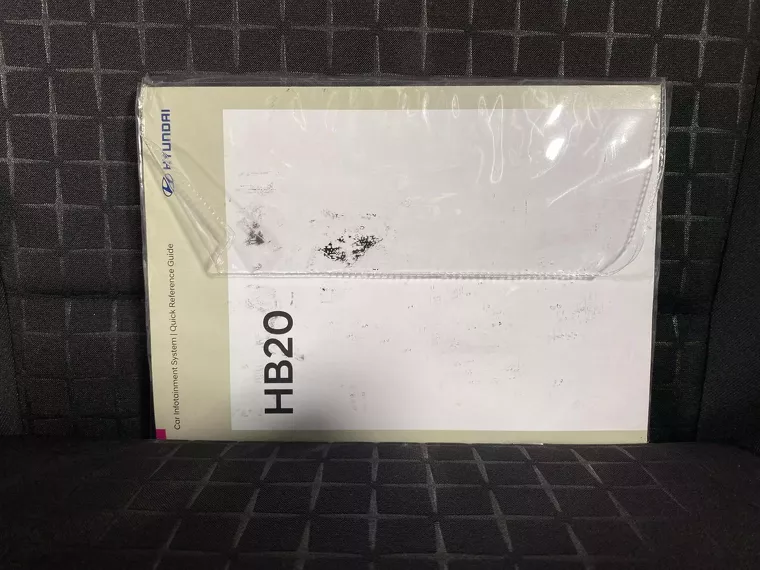 HYUNDAI
Car Infotainment System | Quick Reference Guide
HB20